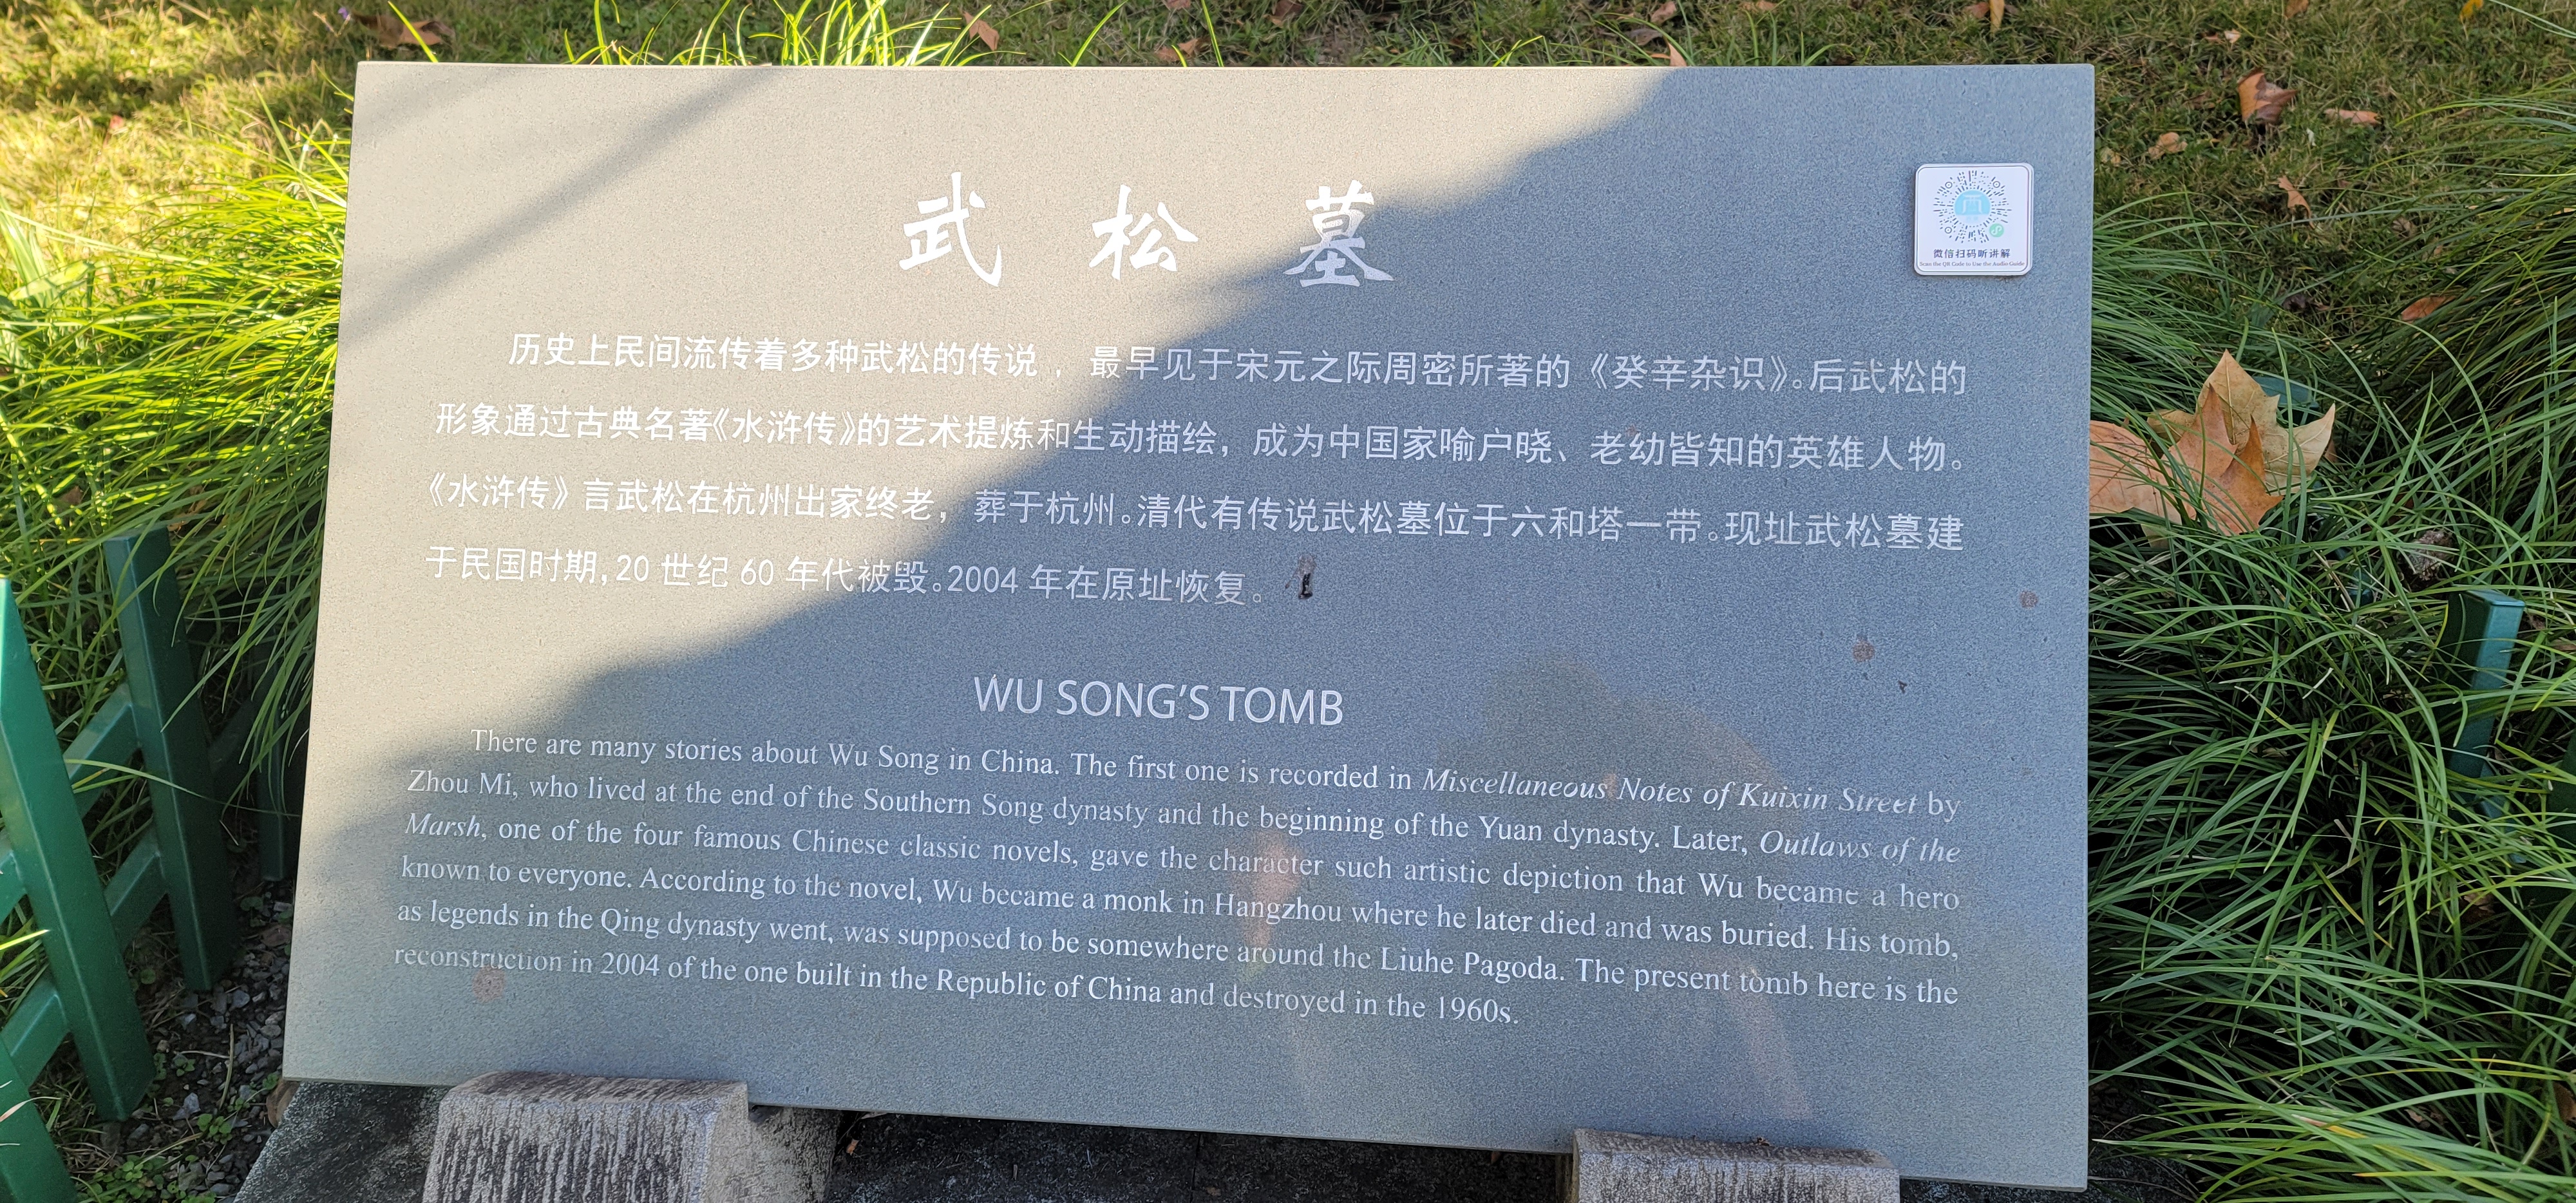 武松墓
微信扫码听讲解
Scan the QR Code to Use the Audio Guide
历史上民间流传着多种武松的传说，最早见于宋元之际周密所著的《癸辛杂识》。后武松的
形象通过古典名著《水浒传》的艺术提炼和生动描绘，成为中国家喻户晓、老幼皆知的英雄人物。
《水浒传》言武松在杭州出家终老，葬于杭州。清代有传说武松墓位于六和塔一带。现址武松墓建
于民国时期，20世纪60年代被毁。2004年在原址恢复。
WU SONG'S TOMB
There are many stories about Wu Song in China. The first one is recorded in Miscellaneous Notes of Kuixin Street by
Zhou Mi, who lived at the end of the Southern Song dynasty and the beginning of the Yuan dynasty. Later, Outlaws of the
Marsh, one of the four famous Chinese classic novels, gave the character such artistic depiction that Wu became a hero
known to everyone. According to the novel, Wu became a monk in Hangzhou where he later died and was buried. His tomb,
as legends in the Qing dynasty went, was supposed to be somewhere around the Liuhe Pagoda. The present tomb here is the
reconstruction in 2004 of the one built in the Republic of China and destroyed in the 1960s.